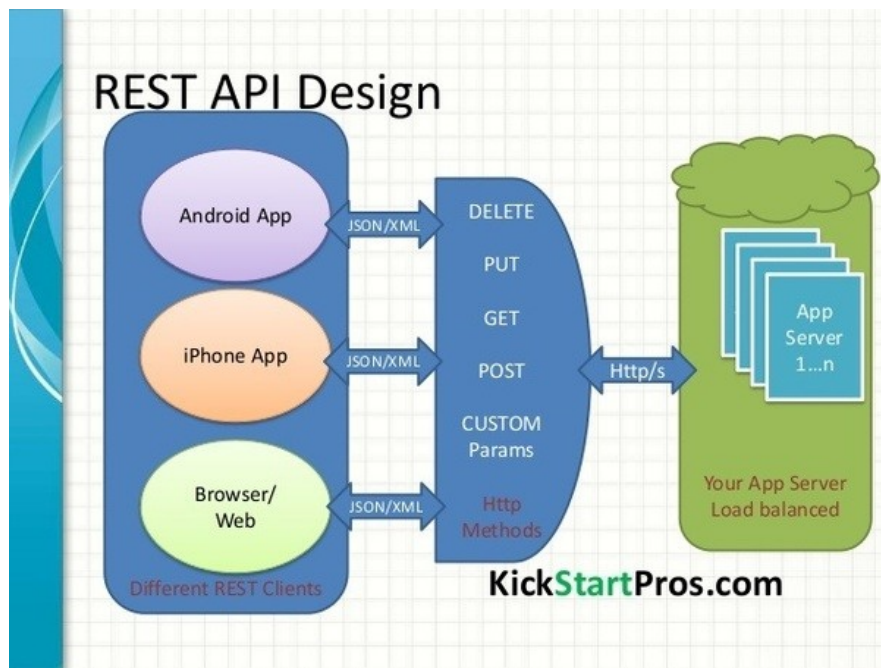 REST API Design
Android App
iPhone App
Browser/
Web
Different REST Clients
JSON/XML
JSON/XML
JSON/XML
DELETE
PUT
GET
POST
CUSTOM
Params
Http
Methods
Http/s
App
Server
1...n
Your App Server
Load balanced
KickStartPros.com